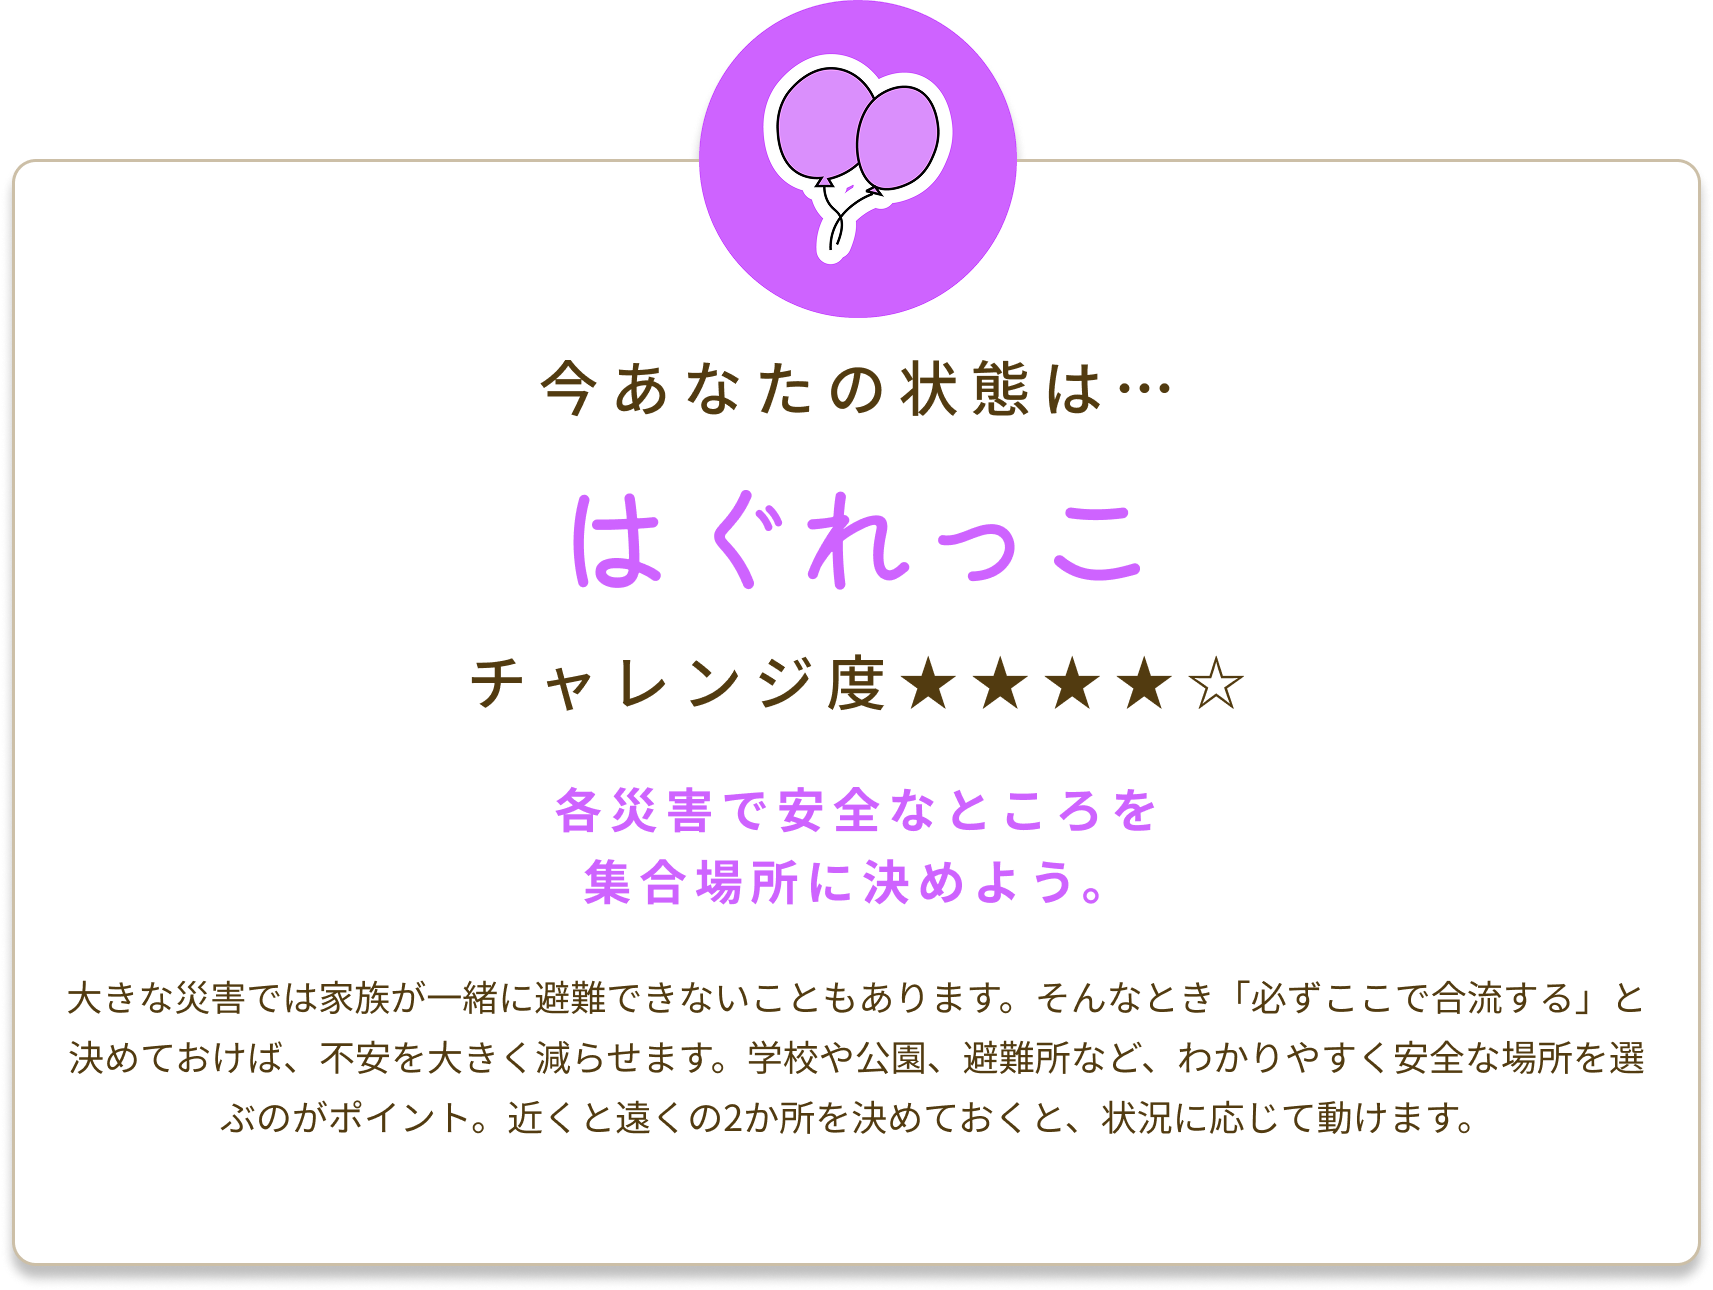 今あなたの状態は…
はぐれっこ
チャレンジ度★★★★☆
各災害で安全なところを
集合場所に決めよう。
大きな災害では家族が一緒に避難できないこともあります。そんなとき「必ずここで合流する」と
決めておけば、不安を大きく減らせます。学校や公園、避難所など、わかりやすく安全な場所を選
ぶのがポイント。近くと遠くの2か所を決めておくと、状況に応じて動けます。